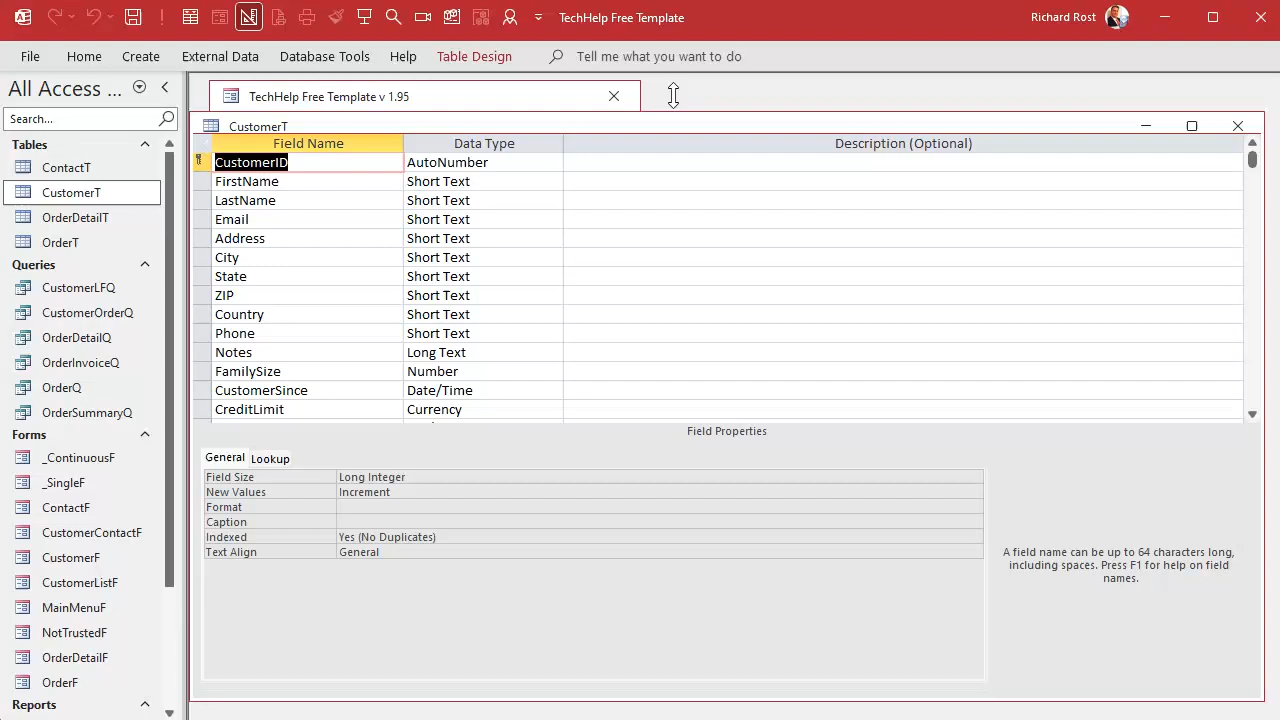 TechHelp Free Template
Richard Rost
File Home Create External Data Database Tools Help Table Design Tell me what you want to do
All Access ...
Search...
Tables
ContactT
CustomerT
OrderDetailT
OrderT
Queries
CustomerLFQ
CustomerOrderQ
OrderDetailQ
OrderInvoiceQ
OrderQ
OrderSummaryQ
Forms
_ContinuousF
_SingleF
ContactF
CustomerContactF
CustomerF
CustomerListF
MainMenuF
NotTrustedF
OrderDetailF
OrderF
Reports
TechHelp Free Template v 1.95
CustomerT
Field Name Data Type Description (Optional)
CustomerID AutoNumber
FirstName Short Text
LastName Short Text
Email Short Text
Address Short Text
City Short Text
State Short Text
ZIP Short Text
Country Short Text
Phone Short Text
Notes Long Text
FamilySize Number
CustomerSince Date/Time
CreditLimit Currency
Field Properties
General Lookup
Field Size Long Integer
New Values Increment
Format
Caption
Indexed Yes (No Duplicates)
Text Align General
A field name can be up to 64 characters long,
including spaces. Press F1 for help on field
names.